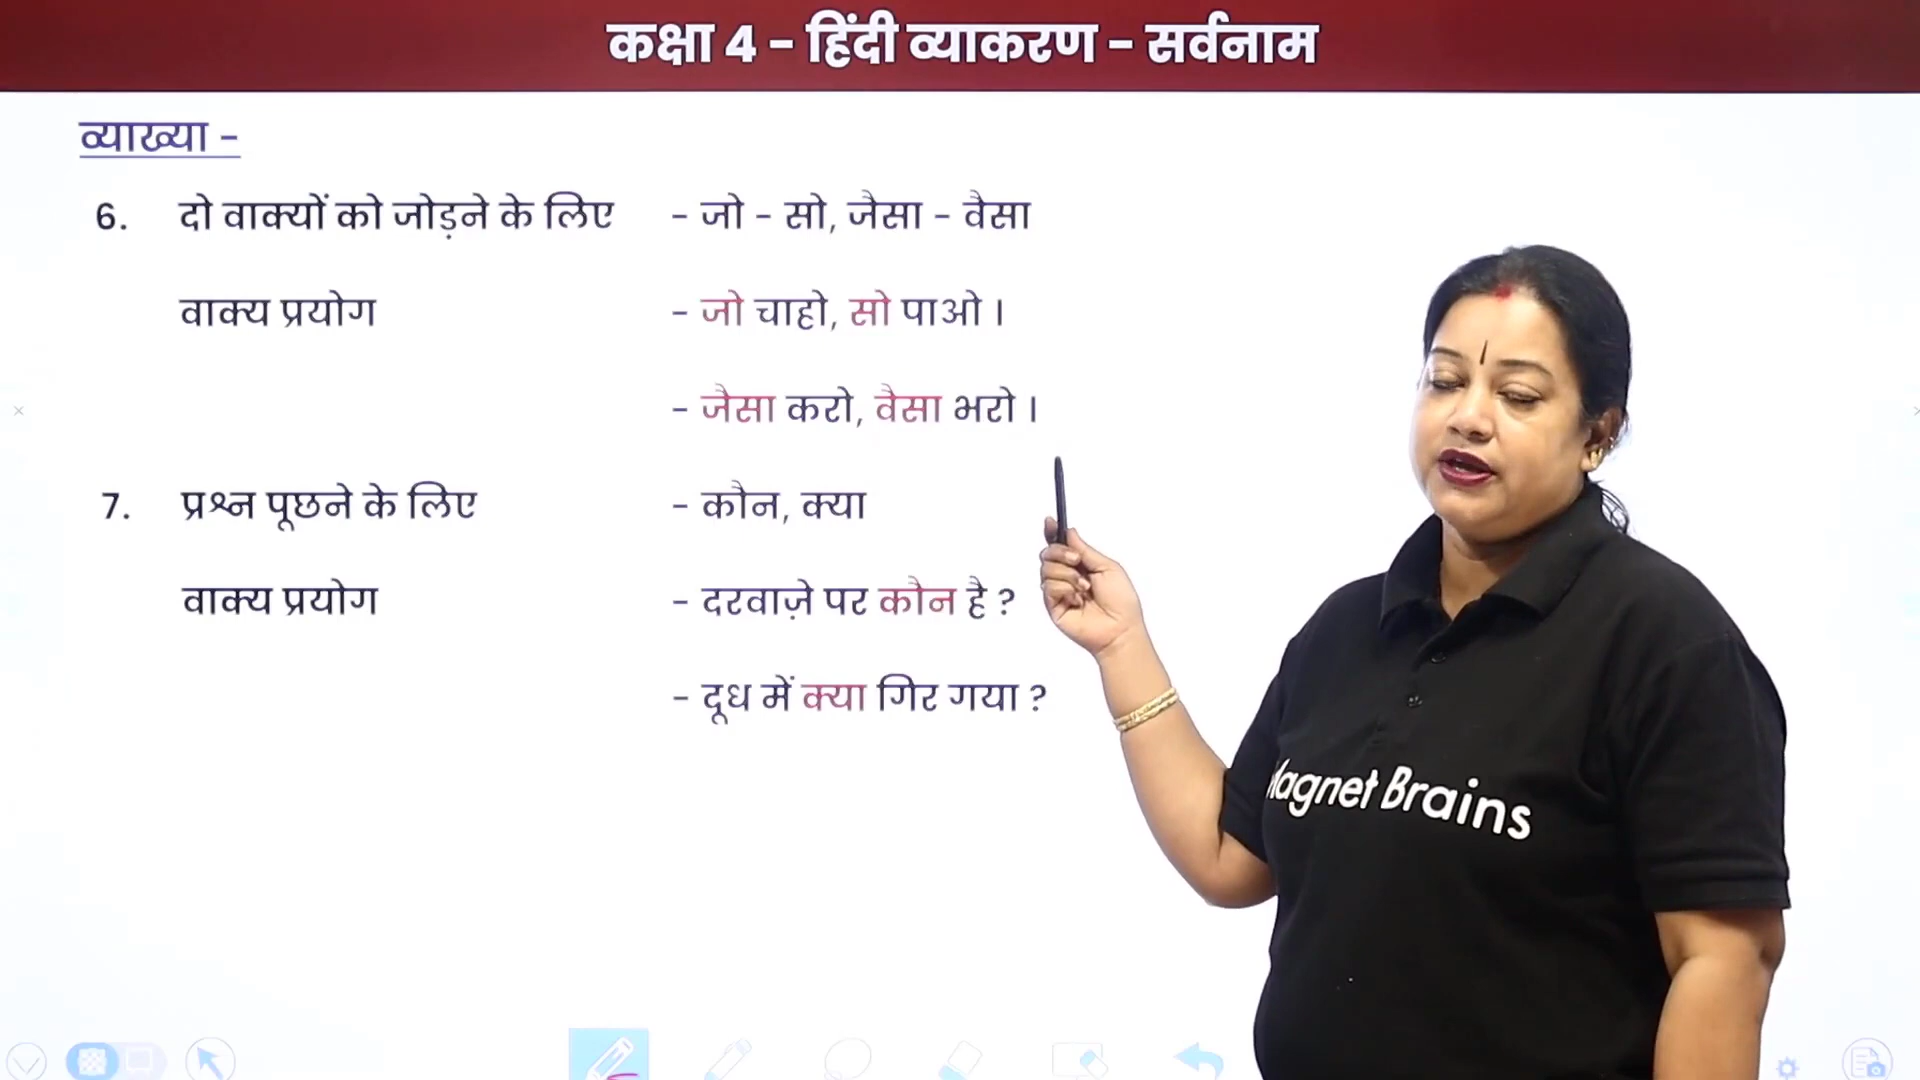 कक्षा 4 - हिंदी व्याकरण - सर्वनाम
व्याख्या -
6. दो वाक्यों को जोड़ने के लिए - जो - सो, जैसा - वैसा
वाक्य प्रयोग - जो चाहो, सो पाओ ।
- जैसा करो, वैसा भरो ।
7. प्रश्न पूछने के लिए - कौन, क्या
वाक्य प्रयोग - दरवाज़े पर कौन है ?
- दूध में क्या गिर गया ?
Magnet Brains